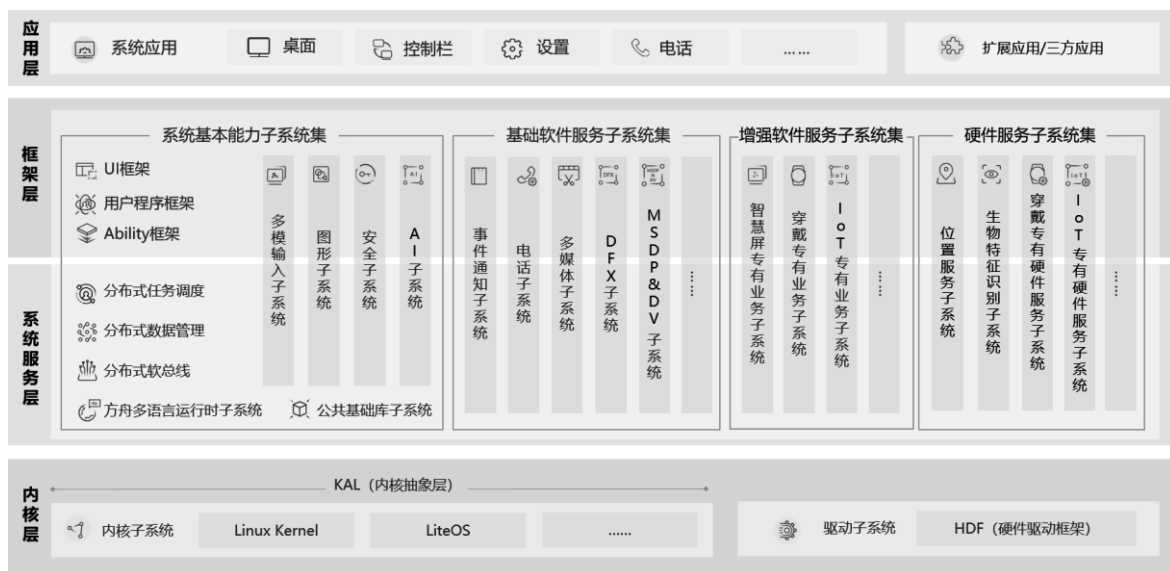 应用层
系统应用
桌面
控制栏
设置
电话
......
扩展应用/三方应用
框架层
系统服务层
系统基本能力子系统集
UI框架
用户程序框架
Ability框架
分布式任务调度
分布式数据管理
分布式软总线
方舟多语言运行时子系统
公共基础库子系统
多模输入子系统
图形子系统
安全子系统
AI子系统
基础软件服务子系统集
事件通知子系统
电话子系统
多媒体子系统
DFX子系统
MSDP&DV子系统
......
增强软件服务子系统集
智慧屏专有业务子系统
穿戴专有业务子系统
IoT专有业务子系统
......
硬件服务子系统集
位置服务子系统
生物特征识别子系统
穿戴专有硬件服务子系统
IoT专有硬件服务子系统
......
内核层
KAL（内核抽象层）
内核子系统
Linux Kernel
LiteOS
......
驱动子系统
HDF（硬件驱动框架）